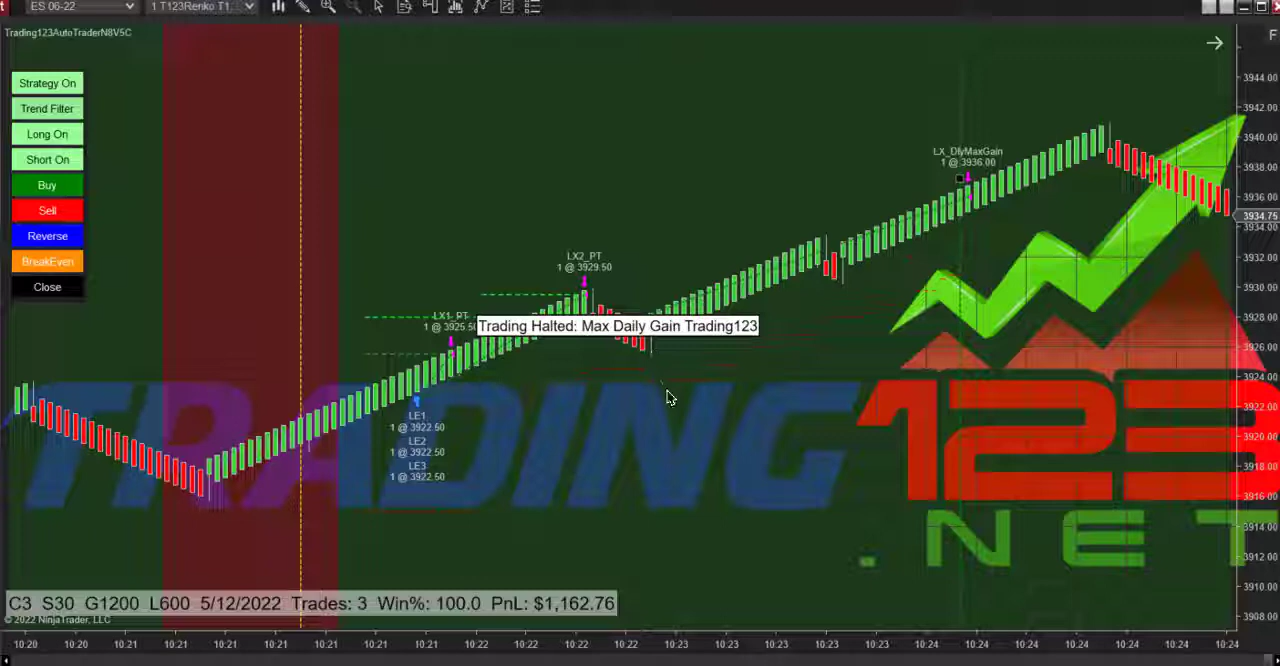 ES 06-22
1 T123Renko T1:
Trading123AutoTraderN8V5C
F
Strategy On
Trend Filter
Long On
Short On
Buy
Sell
Reverse
BreakEven
Close
LX_DlyMaxGain
1 @ 3936.00
LX2_PT
1 @ 3929.50
LX1_PT
1 @ 3925.50
Trading Halted: Max Daily Gain Trading123
LE1
1 @ 3922.50
LE2
1 @ 3922.50
LE3
1 @ 3922.50
TRADING 123
.NET
3944.00
3942.00
3940.00
3938.00
3936.00
3934.75
3934.00
3932.00
3930.00
3928.00
3926.00
3924.00
3922.00
3920.00
3918.00
3916.00
3914.00
3912.00
3910.00
3908.00
C3 S30 G1200 L600 5/12/2022 Trades: 3 Win%: 100.0 PnL: $1,162.76
© 2022 NinjaTrader, LLC
10:20 10:20 10:21 10:21 10:21 10:21 10:21 10:22 10:22 10:22 10:22 10:22 10:22 10:23 10:23 10:23 10:23 10:23 10:24 10:24 10:24 10:24 10:24 10:24 10:24